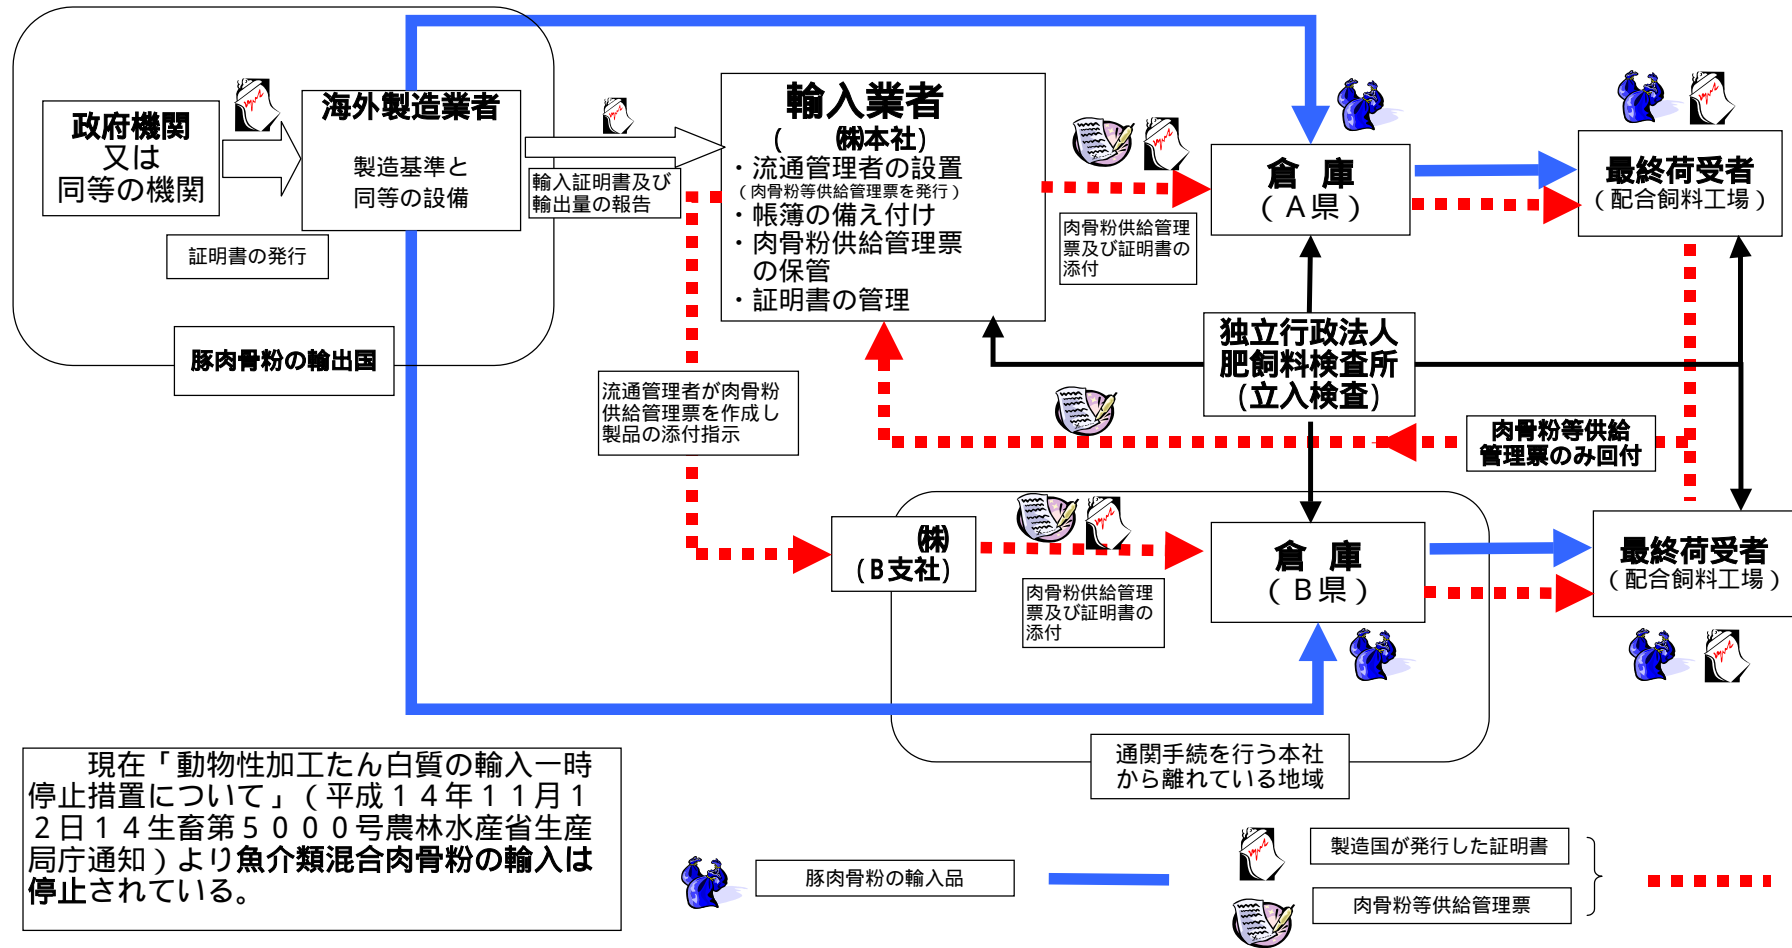 政府機関
又は
同等の機関
証明書の発行
海外製造業者
製造基準と
同等の設備
豚肉骨粉の輸出国
輸入証明書及び
輸出量の報告
輸入業者
(　　㈱本社)
・流通管理者の設置
(肉骨粉等供給管理票を発行)
・帳簿の備え付け
・肉骨粉供給管理票
の保管
・証明書の管理
肉骨粉供給管理
票及び証明書の
添付
倉 庫
(A県)
最終荷受者
(配合飼料工場)
独立行政法人
肥飼料検査所
(立入検査)
流通管理者が肉骨粉
供給管理票を作成し
製品の添付指示
肉骨粉等供給
管理票のみ回付
㈱
(B支社)
肉骨粉供給管理
票及び証明書の
添付
倉 庫
(B県)
最終荷受者
(配合飼料工場)
通関手続を行う本社
から離れている地域
現在「動物性加工たん白質の輸入一時
停止措置について」(平成14年11月1
2日14生畜第5000号農林水産省生産
局庁通知)より魚介類混合肉骨粉の輸入は
停止されている。
豚肉骨粉の輸入品
製造国が発行した証明書
肉骨粉等供給管理票